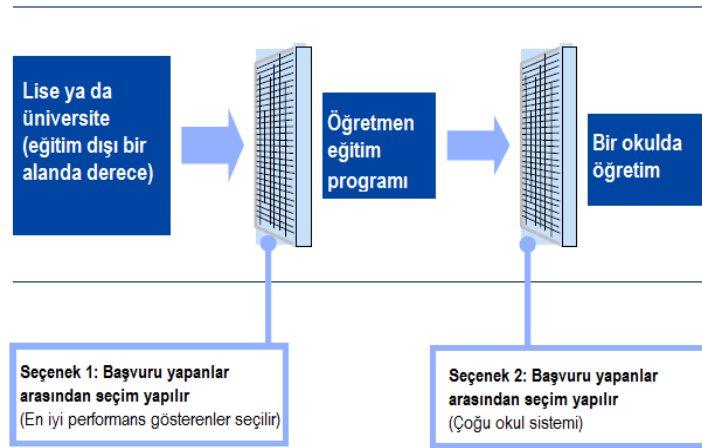 Lise ya da
üniversite
(eğitim dışı bir
alanda derece)
Öğretmen
eğitim
programı
Bir okulda
öğretim
Seçenek 1: Başvuru yapanlar
arasından seçim yapılır
(En iyi performans gösterenler seçilir)
Seçenek 2: Başvuru yapanlar
arasından seçim yapılır
(Çoğu okul sistemi)